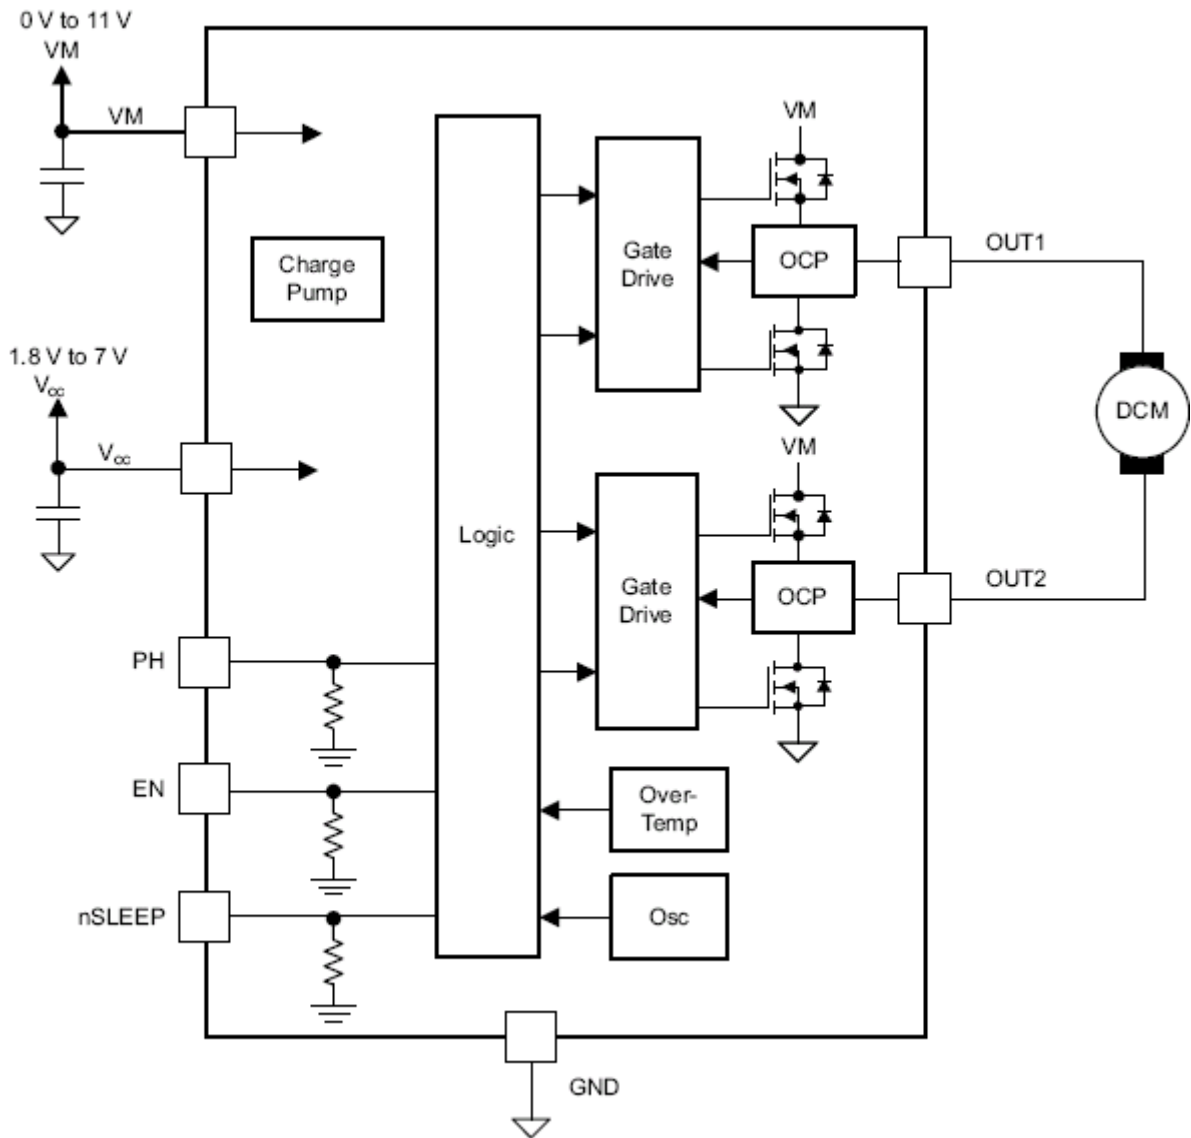 0 V to 11 V
VM
VM
VM
Charge
Pump
Gate
Drive
OCP
OUT1
1.8 V to 7 V
Vcc
Vcc
DCM
VM
Logic
Gate
Drive
OCP
OUT2
PH
EN
Over-
Temp
nSLEEP
Osc
GND